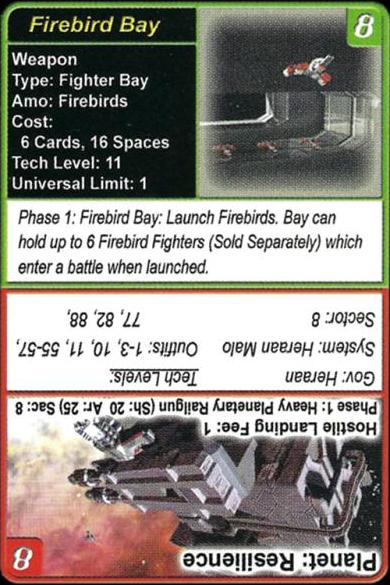 Firebird Bay
8
Weapon
Type: Fighter Bay
Amo: Firebirds
Cost:
6 Cards, 16 Spaces
Tech Level: 11
Universal Limit: 1
Phase 1: Firebird Bay: Launch Firebirds. Bay can
hold up to 6 Firebird Fighters (Sold Separately) which
enter a battle when launched.
Planet: Resilience
8
Hostile Landing Fee: 1
Phase 1: Heavy Planetary Railgun (Sh: 20 Ar: 25) Sac: 8
Gov: Heraan Tech Levels:
System: Heraan Malo Outfits: 1-3, 10, 11, 55-57,
Sector: 8 77, 82, 88,